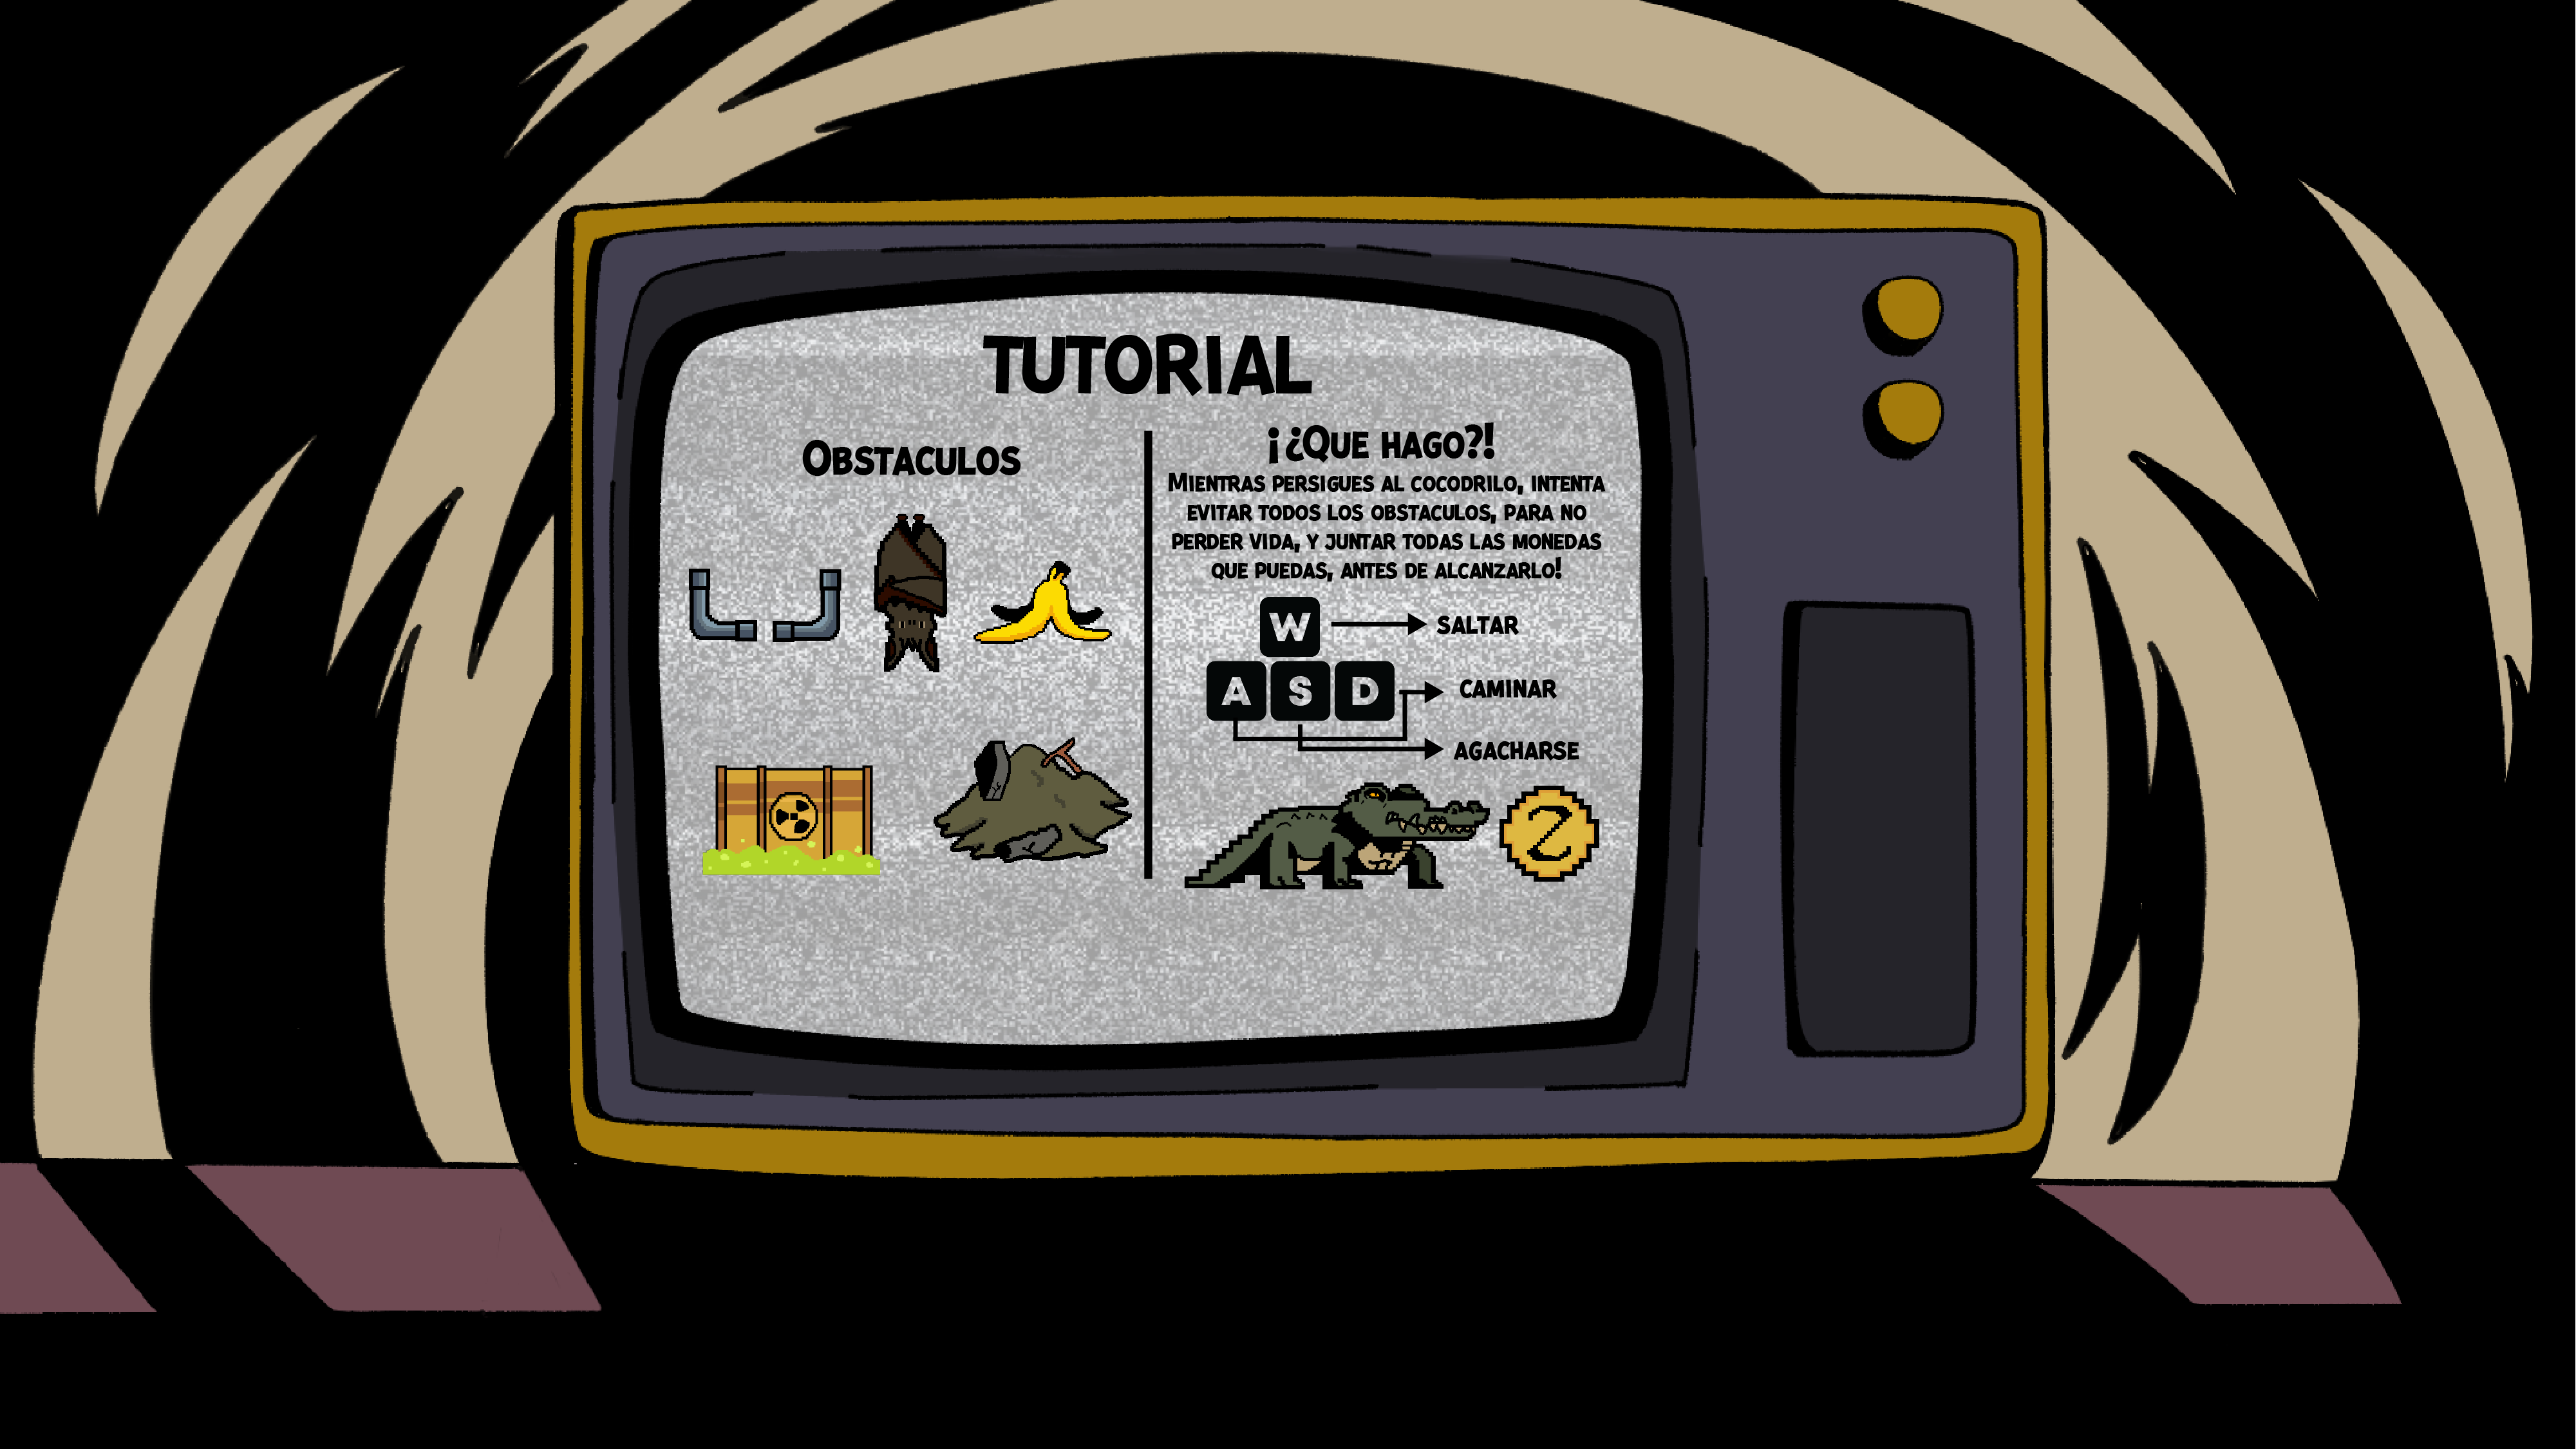 TUTORIAL
OBSTACULOS
¡¿QUE HAGO?!
MIENTRAS PERSIGUES AL COCODRILO, INTENTA
EVITAR TODOS LOS OBSTACULOS, PARA NO
PERDER VIDA, Y JUNTAR TODAS LAS MONEDAS
QUE PUEDAS, ANTES DE ALCANZARLO!
W SALTAR
A S D CAMINAR
AGACHARSE
Z